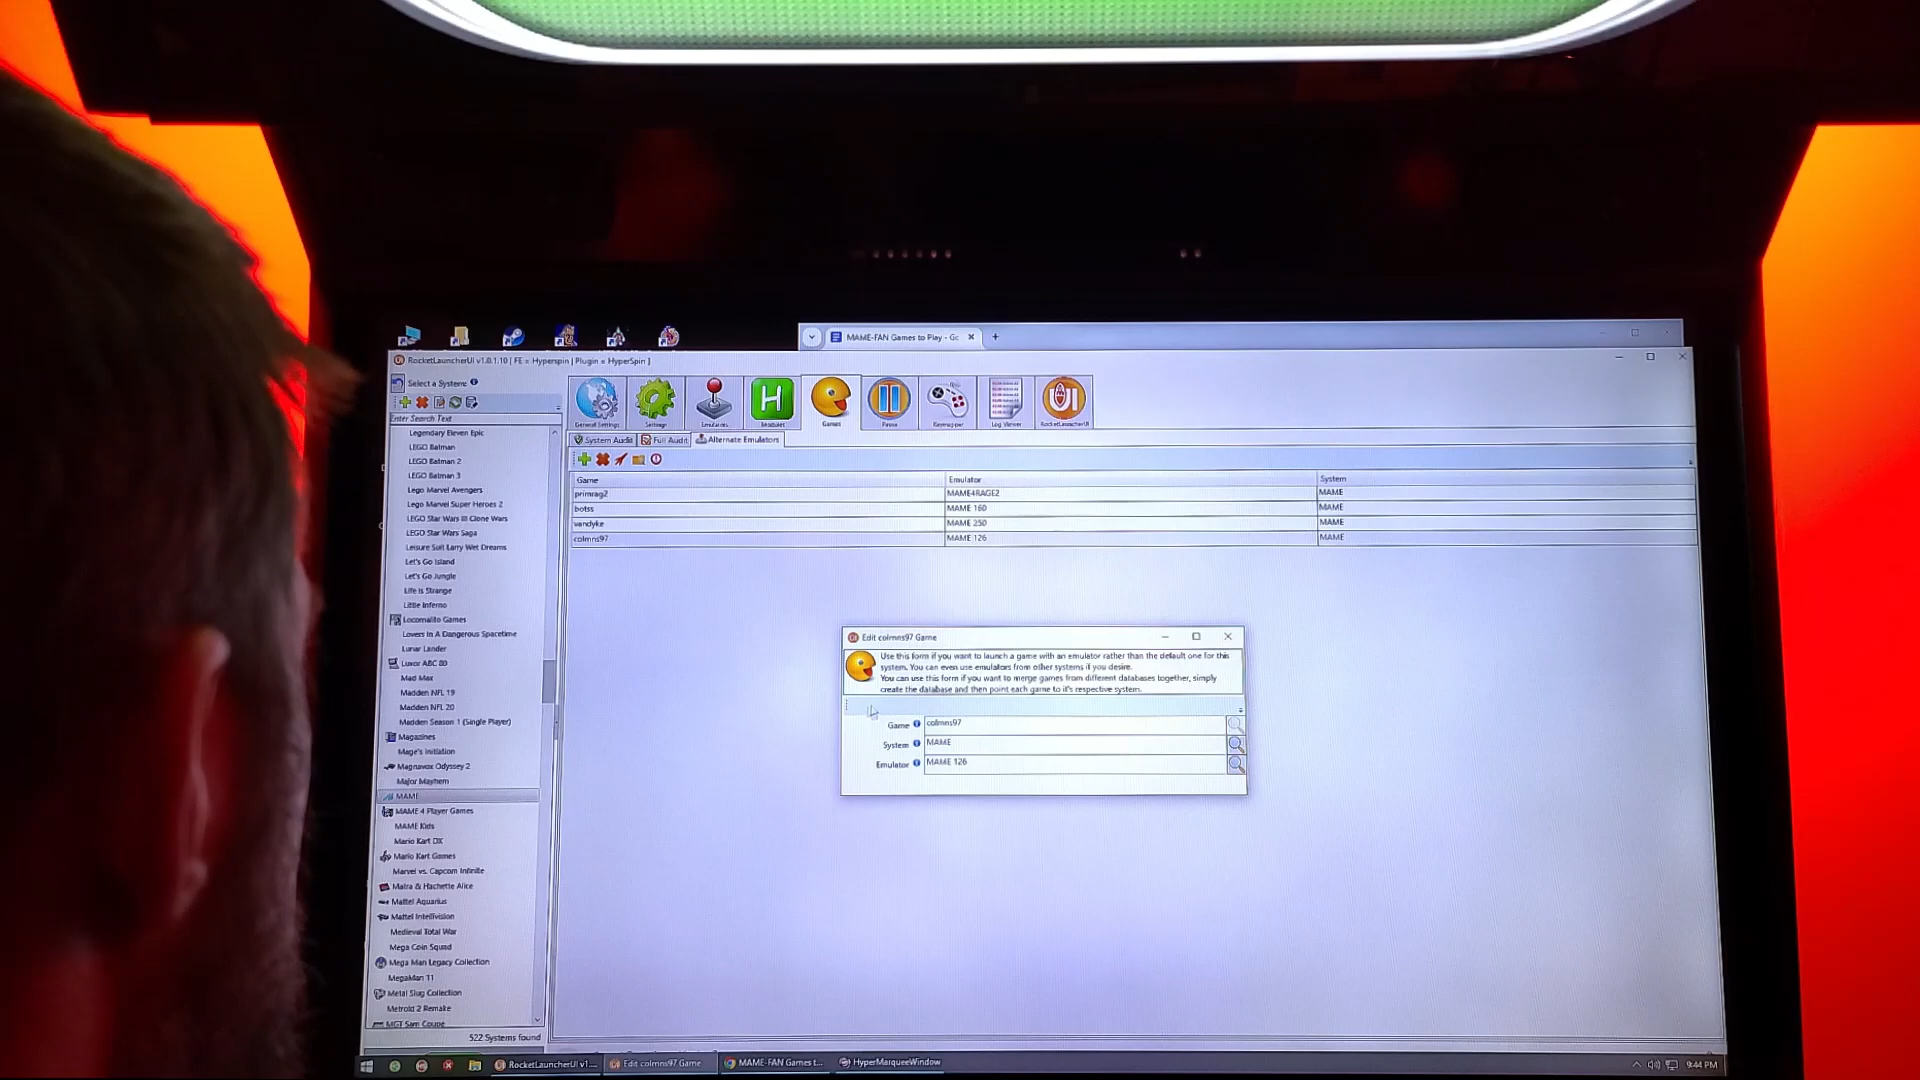 MAME-FAN Games to Play - Gc
RocketLauncherUI v1.0.1.10 [ FE = Hyperspin | Plugin = HyperSpin ]
Select a System:
Enter Search Text
Legendary Eleven Epic
LEGO Batman
LEGO Batman 2
LEGO Batman 3
Lego Marvel Avengers
Lego Marvel Super Heroes 2
LEGO Star Wars III Clone Wars
LEGO Star Wars Saga
Leisure Suit Larry Wet Dreams
Let's Go Island
Let's Go Jungle
Life is Strange
Little Inferno
Locomalito Games
Lovers In A Dangerous Spacetime
Lunar Lander
Luxor ABC 80
Mad Max
Madden NFL 19
Madden NFL 20
Madden Season 1 (Single Player)
Magazines
Mage's Initiation
Magnavox Odyssey 2
Major Mayhem
MAME
MAME 4 Player Games
MAME Kids
Mario Kart DX
Mario Kart Games
Marvel vs. Capcom Infinite
Matra & Hachette Alice
Mattel Aquarius
Mattel Intellivision
Medieval Total War
Mega Coin Squad
Mega Man Legacy Collection
MegaMan 11
Metal Slug Collection
Metroid 2 Remake
MGT Sam Coupe
522 Systems found
General Settings
Settings
Emulators
Modules
Games
Pause
Keymapper
Log Viewer
RocketLauncherUI
System Audit
Full Audit
Alternate Emulators
Game Emulator System
primrag2 MAME4RAGE2 MAME
botss MAME 160 MAME
vandyke MAME 250 MAME
colmns97 MAME 126 MAME
Edit colmns97 Game
Use this form if you want to launch a game with an emulator rather than the default one for this
system. You can even use emulators from other systems if you desire.
You can use this form if you want to merge games from different databases together, simply
create the database and then point each game to it's respective system.
Game colmns97
System MAME
Emulator MAME 126
RocketLauncherUI v1....
Edit colmns97 Game
MAME-FAN Games t...
HyperMarqueeWindow
9:44 PM